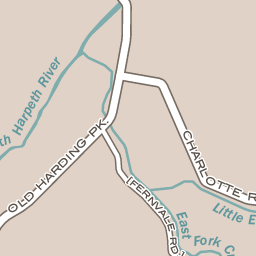 th Harpeth River
OLD HARDING PK.
CHARLOTTE R
(FERNVALE RD.)
Little E
East Fork C